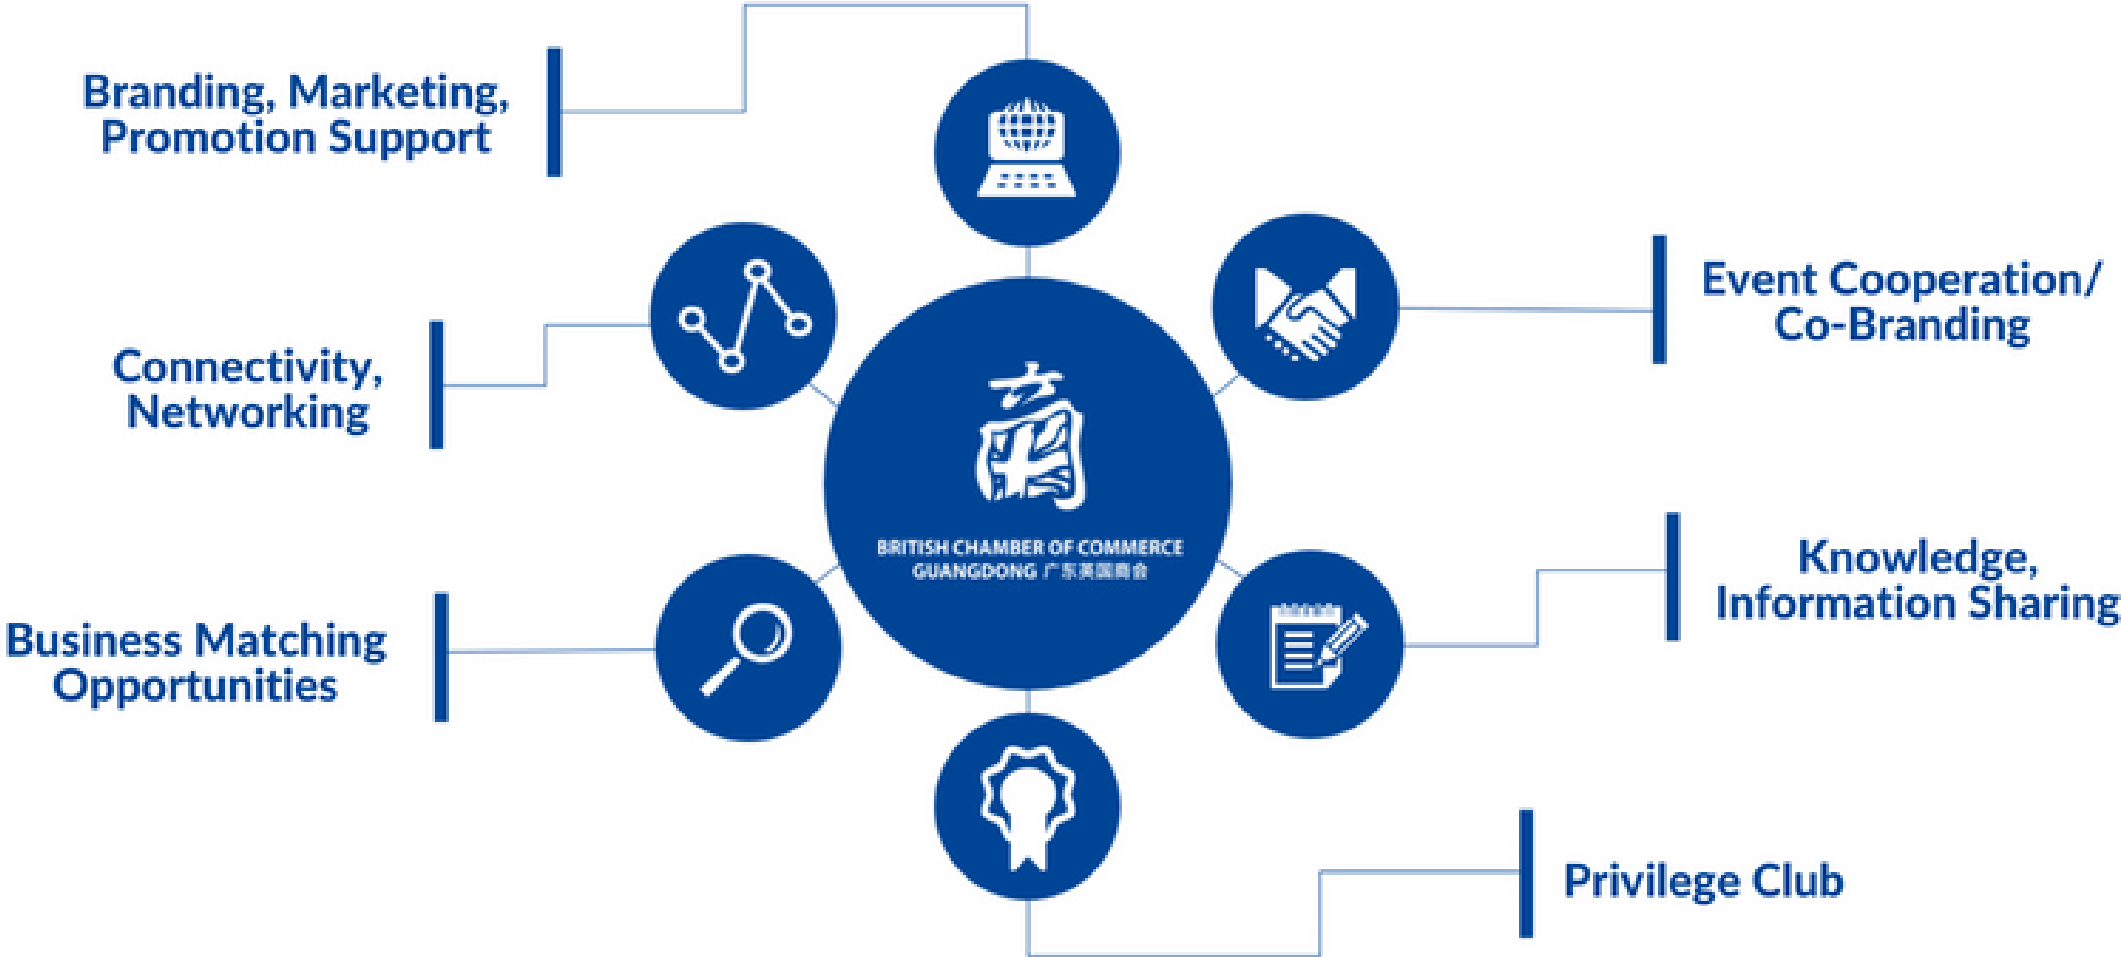 Branding, Marketing,
Promotion Support
Connectivity,
Networking
Business Matching
Opportunities
BRITISH CHAMBER OF COMMERCE
GUANGDONG 广东英国商会
Event Cooperation/
Co-Branding
Knowledge,
Information Sharing
Privilege Club